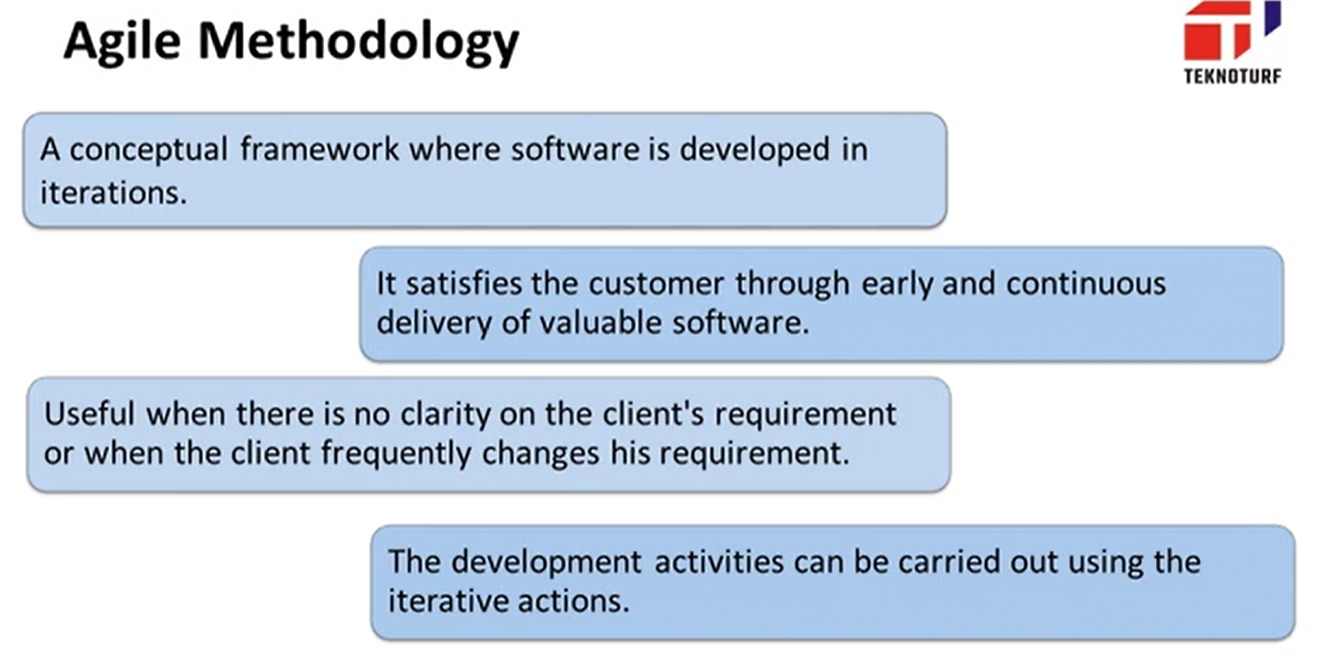 Agile Methodology
TEKNOTURF
A conceptual framework where software is developed in
iterations.
It satisfies the customer through early and continuous
delivery of valuable software.
Useful when there is no clarity on the client's requirement
or when the client frequently changes his requirement.
The development activities can be carried out using the
iterative actions.